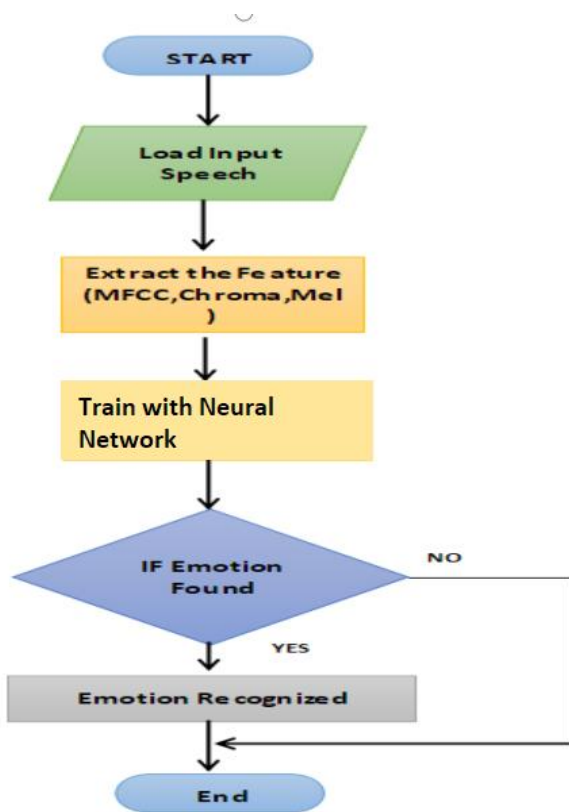 START
Load Input
Speech
Extract the Feature
(MFCC,Chroma,Mel
)
Train with Neural
Network
IF Emotion
Found
NO
YES
Emotion Recognized
End